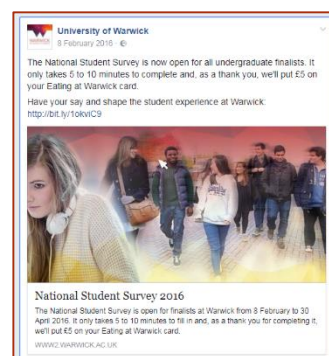 WARWICK
University of Warwick
8 February 2016
The National Student Survey is now open for all undergraduate finalists. It
only takes 5 to 10 minutes to complete and, as a thank you, we'll put £5 on
your Eating at Warwick card.
Have your say and shape the student experience at Warwick:
http://bit.ly/1okviC9
National Student Survey 2016
The National Student Survey is open for finalists at Warwick from 8 February to 30
April 2016. It only takes 5 to 10 minutes to fill in and, as a thank you for completing it,
we'll put £5 on your Eating at Warwick card.
WWW2.WARWICK.AC.UK